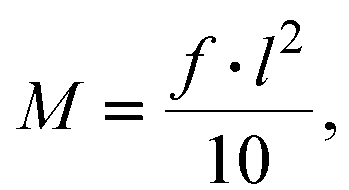 M = \frac{f \cdot l^2}{10},